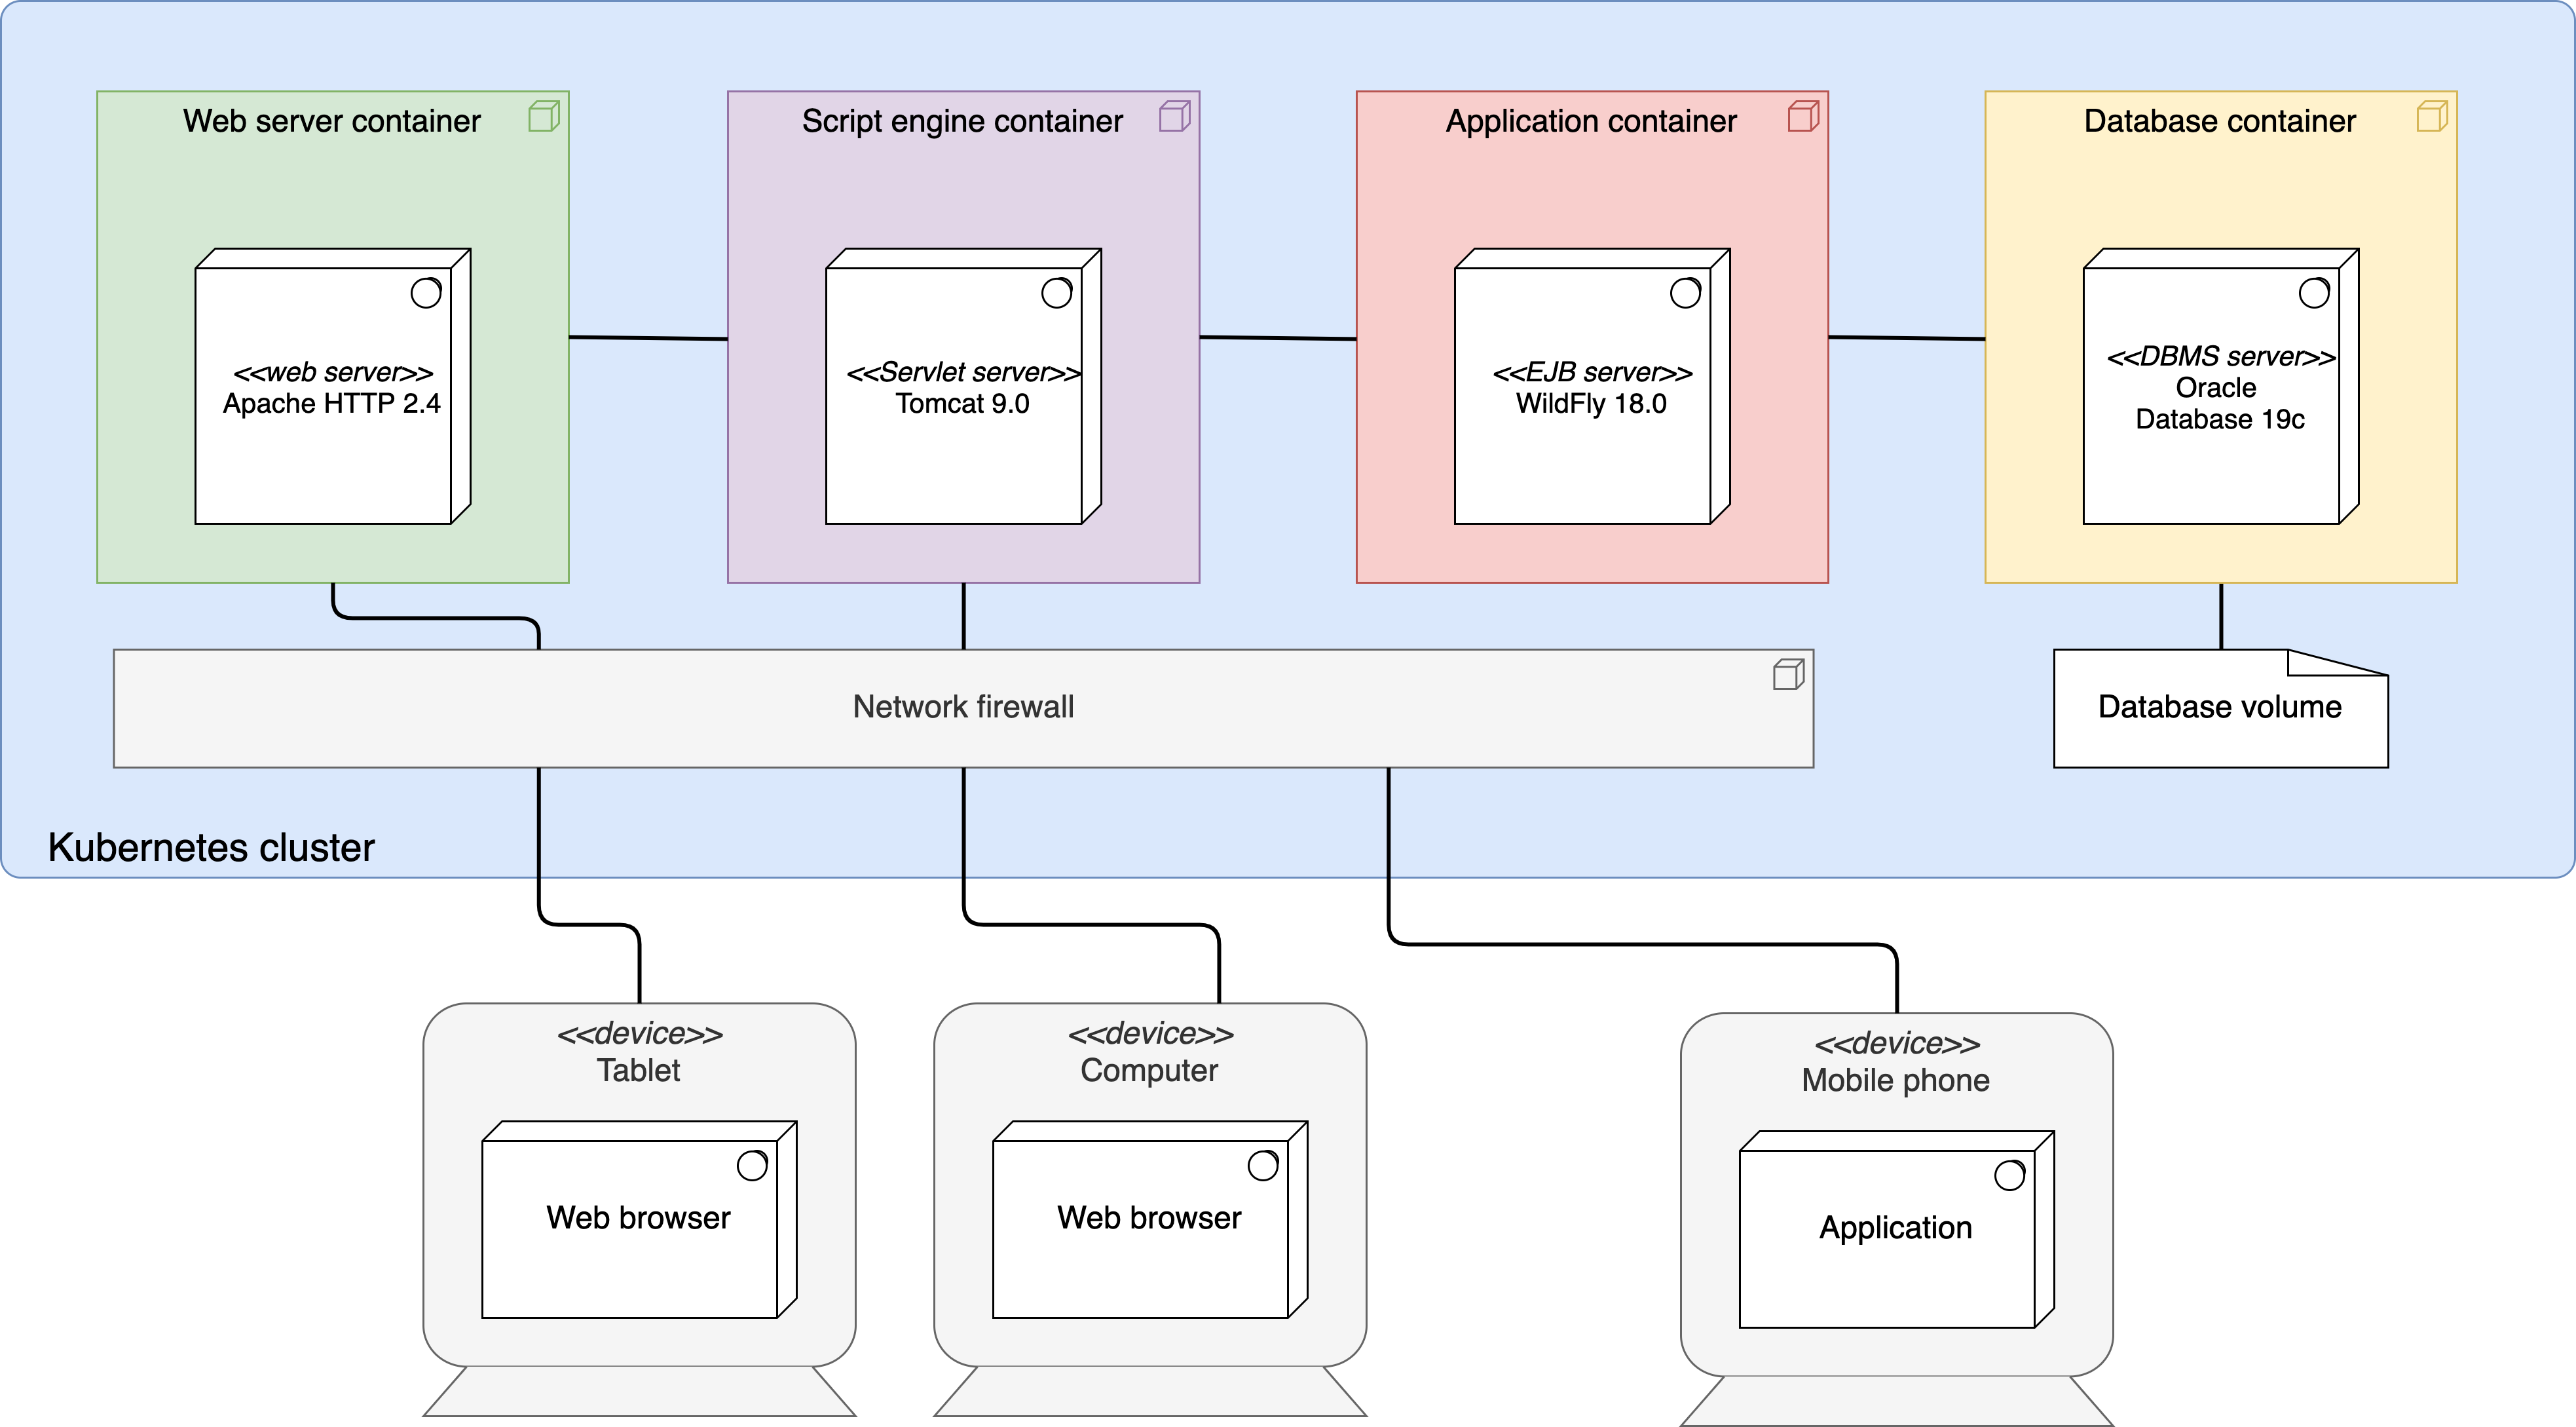 Web server container
Script engine container
Application container
Database container
<<web server>>
Apache HTTP 2.4
<<Servlet server>>
Tomcat 9.0
<<EJB server>>
WildFly 18.0
<<DBMS server>>
Oracle
Database 19c
Network firewall
Database volume
Kubernetes cluster
<<device>>
Tablet
Web browser
<<device>>
Computer
Web browser
<<device>>
Mobile phone
Application